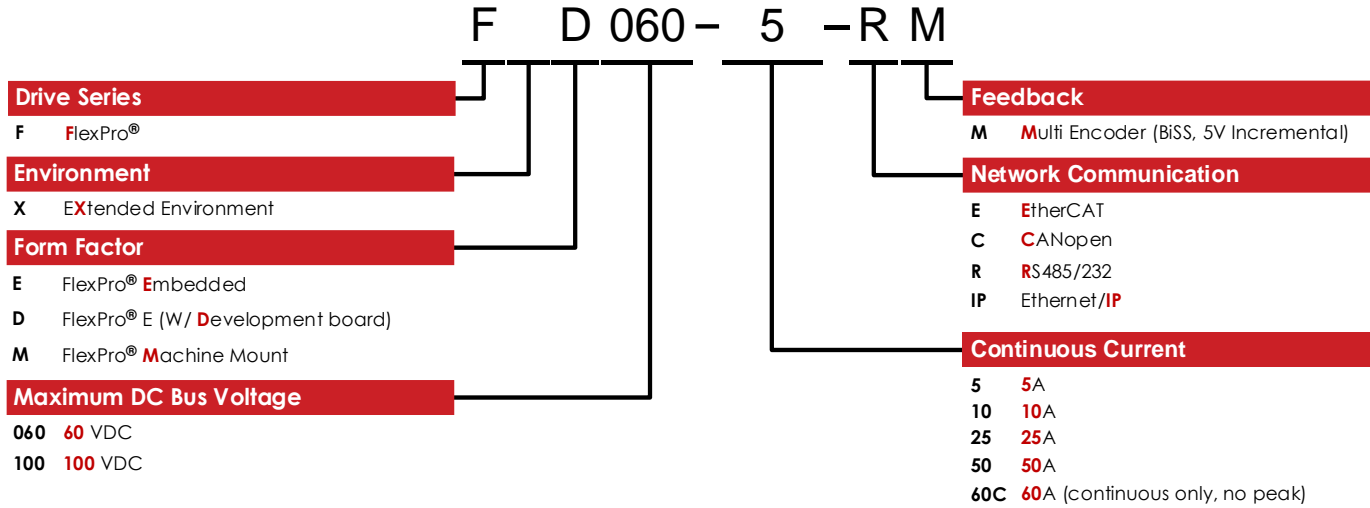 F D 060 – 5 – R M
Drive Series
F FlexPro®
Environment
X EXtended Environment
Form Factor
E FlexPro® Embedded
D FlexPro® E (W/ Development board)
M FlexPro® Machine Mount
Maximum DC Bus Voltage
060 60 VDC
100 100 VDC
Feedback
M Multi Encoder (BiSS, 5V Incremental)
Network Communication
E EtherCAT
C CANopen
R RS485/232
IP Ethernet/IP
Continuous Current
5 5A
10 10A
25 25A
50 50A
60C 60A (continuous only, no peak)